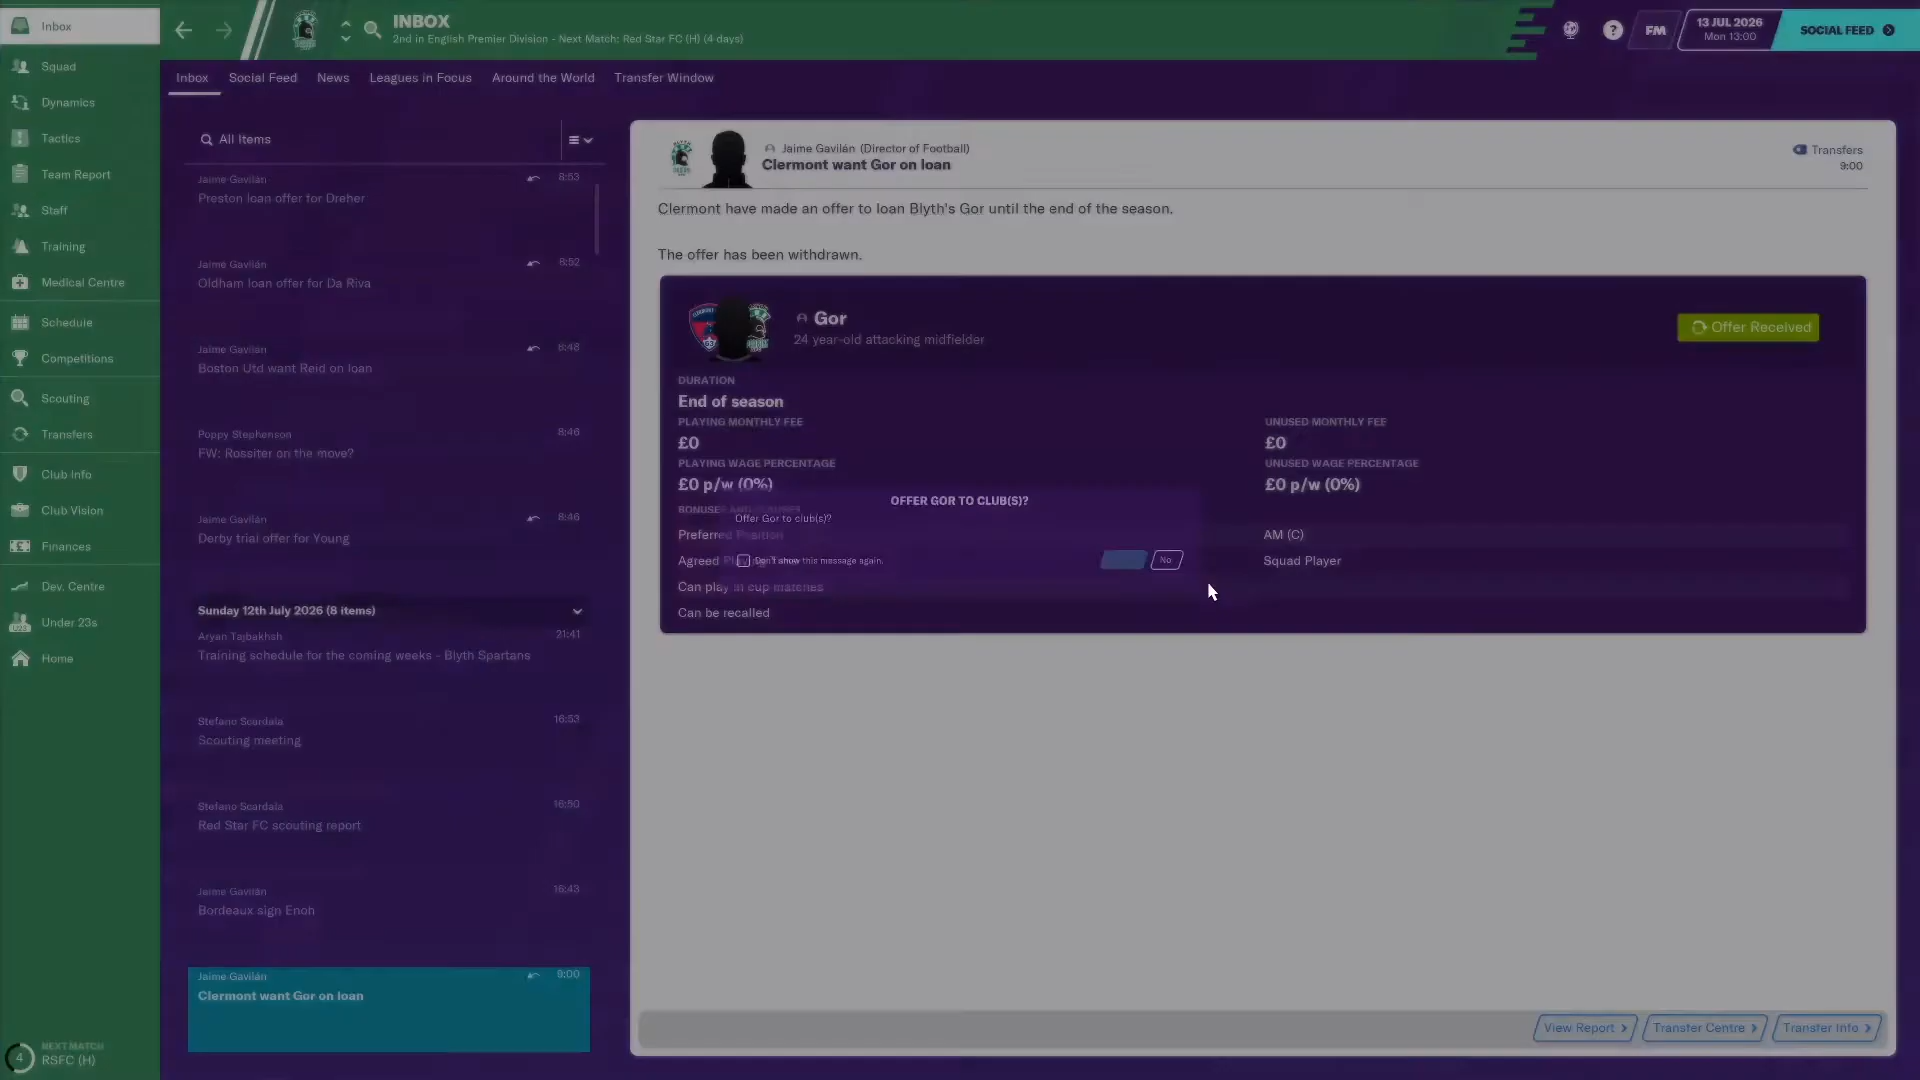 Inbox
INBOX
2nd in English Premier Division - Next Match: Red Star FC (H) (4 days)
FM
13 JUL 2026
Mon 13:00
SOCIAL FEED
Squad
Dynamics
Tactics
Team Report
Staff
Training
Medical Centre
Schedule
Competitions
Scouting
Transfers
Club Info
Club Vision
Finances
Dev. Centre
Under 23s
Home
4
NEXT MATCH
RSFC (H)
Inbox
Social Feed
News
Leagues in Focus
Around the World
Transfer Window
All Items
Jaime Gavilán
8:53
Preston loan offer for Dreher
Jaime Gavilán
8:52
Oldham loan offer for Da Riva
Jaime Gavilán
8:48
Boston Utd want Reid on loan
Poppy Stephenson
8:46
FW: Rossiter on the move?
Jaime Gavilán
8:46
Derby trial offer for Young
Sunday 12th July 2026 (8 items)
Aryan Tajbakhsh
21:41
Training schedule for the coming weeks - Blyth Spartans
Stefano Scardala
16:53
Scouting meeting
Stefano Scardala
16:50
Red Star FC scouting report
Jaime Gavilán
16:43
Bordeaux sign Enoh
Jaime Gavilán
9:00
Clermont want Gor on loan
Jaime Gavilán (Director of Football)
Clermont want Gor on loan
Transfers
9:00
Clermont have made an offer to loan Blyth's Gor until the end of the season.
The offer has been withdrawn.
Gor
24 year-old attacking midfielder
Offer Received
DURATION
End of season
PLAYING MONTHLY FEE
£0
UNUSED MONTHLY FEE
£0
PLAYING WAGE PERCENTAGE
£0 p/w (0%)
UNUSED WAGE PERCENTAGE
£0 p/w (0%)
OFFER GOR TO CLUB(S)?
Offer Gor to club(s)?
Preferred Position
AM (C)
Agreed
Don't show this message again.
No
Squad Player
Can play in cup matches
Can be recalled
View Report
Transfer Centre
Transfer Info